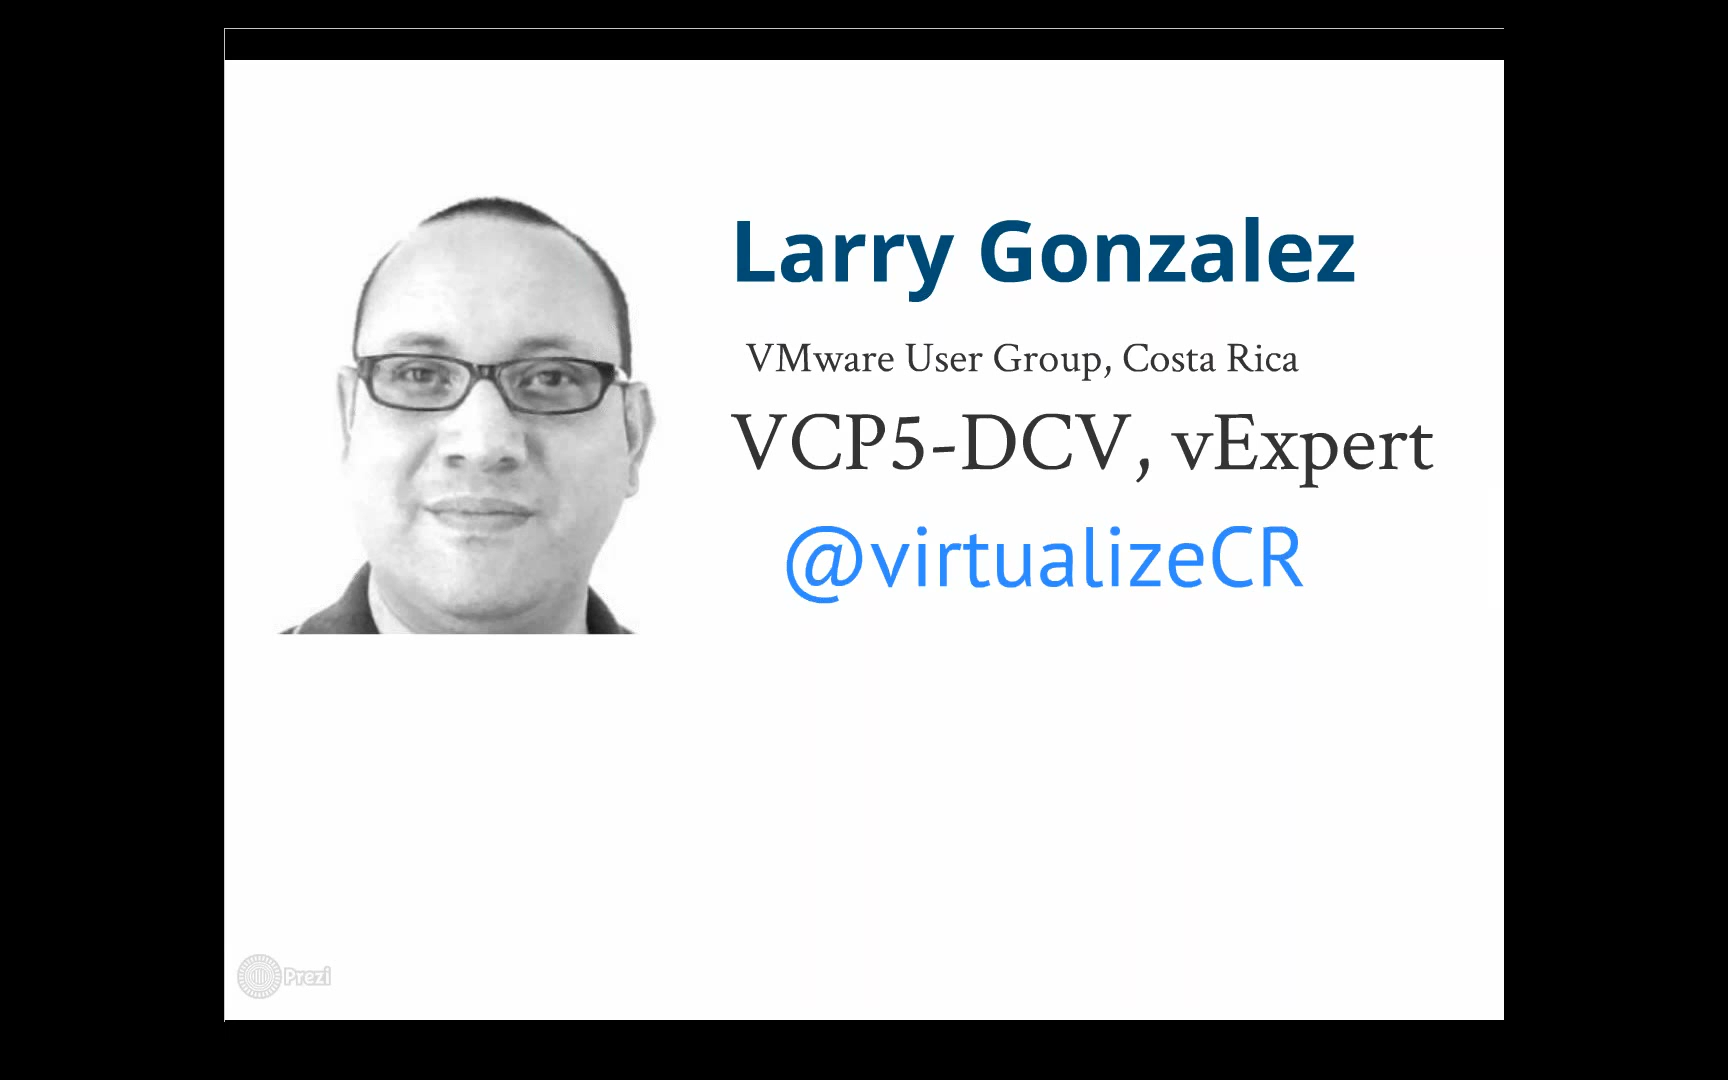 Larry Gonzalez
VMware User Group, Costa Rica
VCP5-DCV, vExpert
@virtualizeCR
Prezi